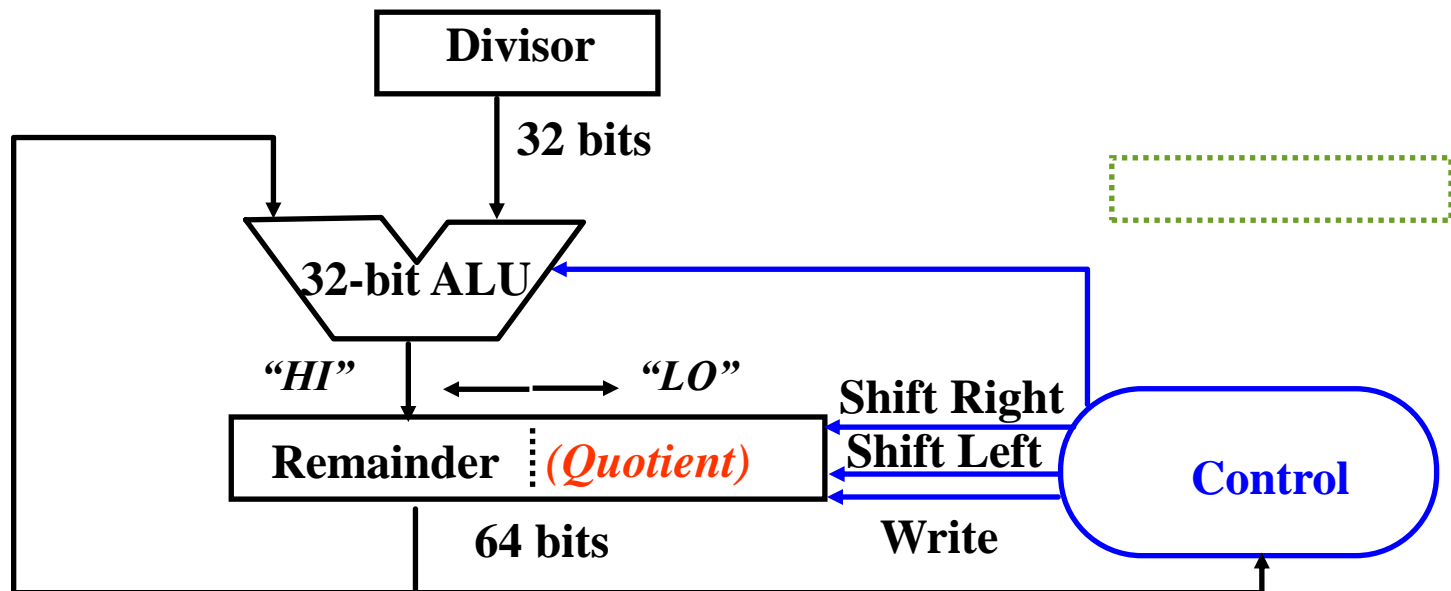 Divisor
32 bits
32-bit ALU
“HI”
“LO”
Shift Right
Remainder
(Quotient)
Shift Left
Control
64 bits
Write